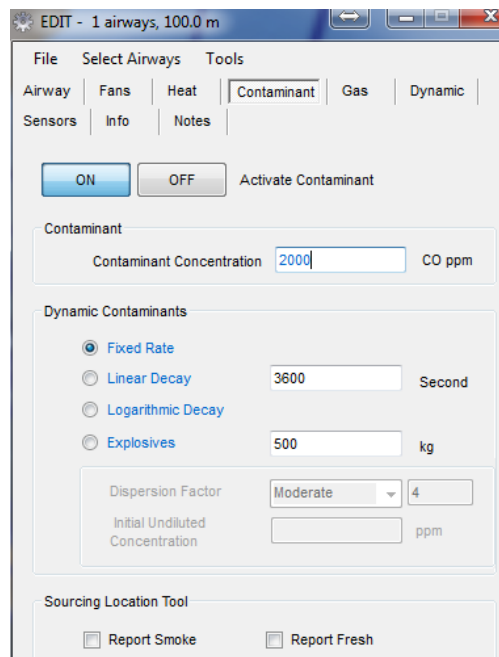 EDIT - 1 airways, 100.0 m
File Select Airways Tools
Airway Fans Heat Contaminant Gas Dynamic
Sensors Info Notes
ON OFF Activate Contaminant
Contaminant
Contaminant Concentration 2000 CO ppm
Dynamic Contaminants
Fixed Rate
Linear Decay 3600 Second
Logarithmic Decay
Explosives 500 kg
Dispersion Factor Moderate 4
Initial Undiluted
Concentration ppm
Sourcing Location Tool
Report Smoke Report Fresh